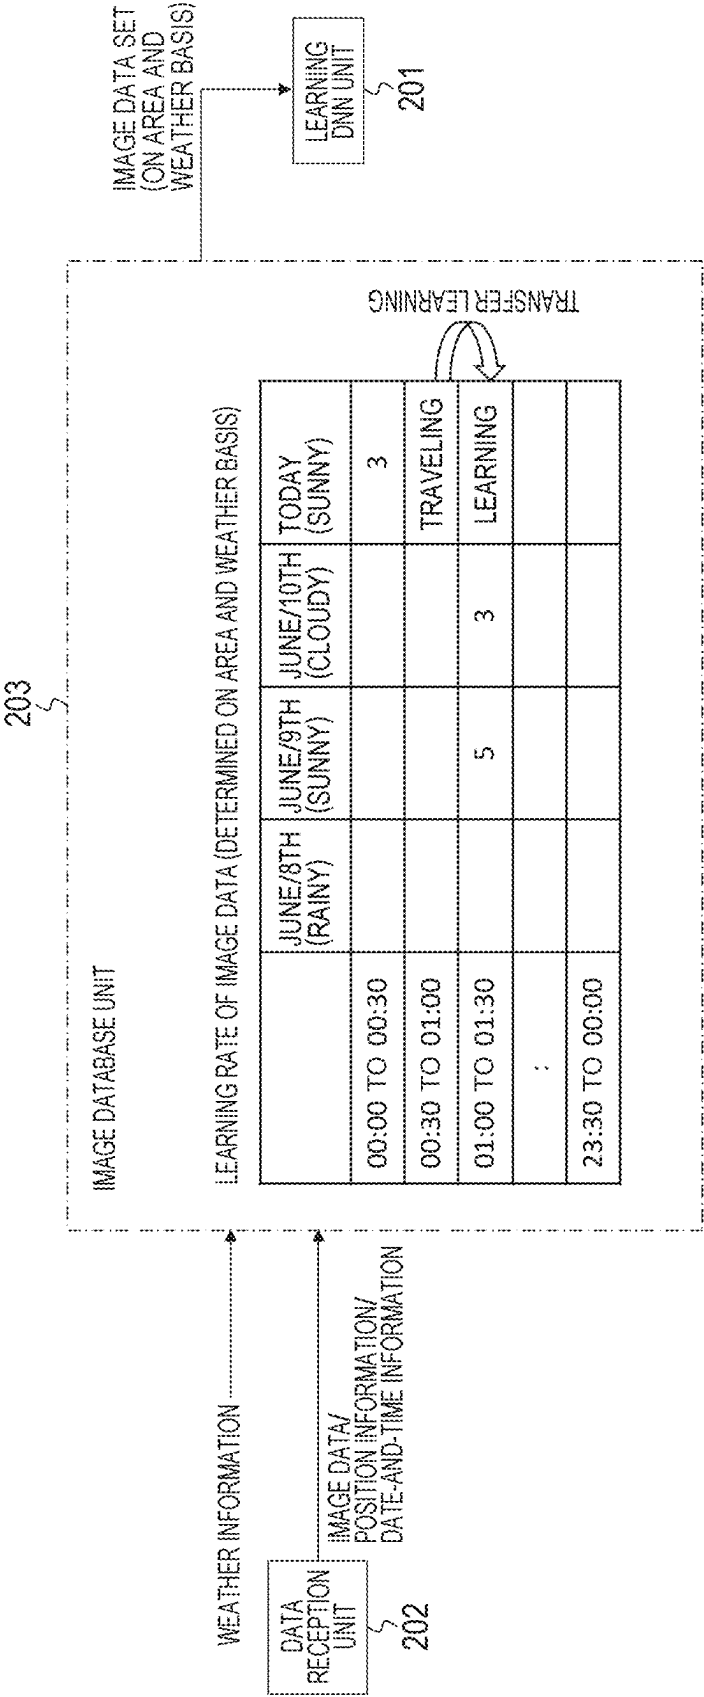 203
IMAGE DATABASE UNIT
LEARNING RATE OF IMAGE DATA (DETERMINED ON AREA AND WEATHER BASIS)
JUNE/8TH
(RAINY)
JUNE/9TH
(SUNNY)
JUNE/10TH
(CLOUDY)
TODAY
(SUNNY)
00:00 TO 00:30
3
00:30 TO 01:00
TRAVELING
01:00 TO 01:30
5
3
LEARNING
:
23:30 TO 00:00
TRANSFER LEARNING
WEATHER INFORMATION
DATA
RECEPTION
UNIT
202
IMAGE DATA/
POSITION INFORMATION/
DATE-AND-TIME INFORMATION
IMAGE DATA SET
(ON AREA AND
WEATHER BASIS)
LEARNING
DNN UNIT
201